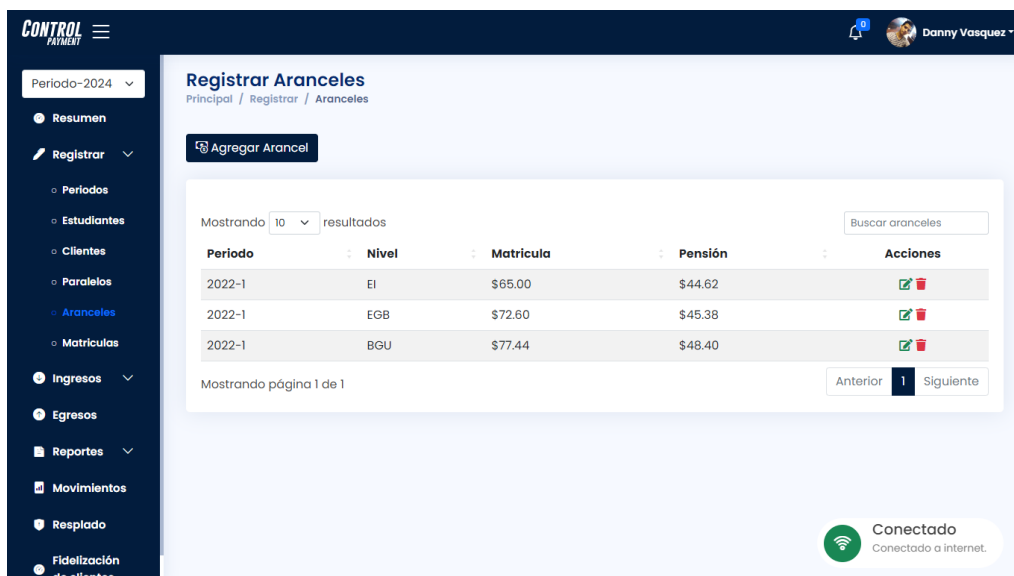 CONTROL
PAYMENT
0
Danny Vasquez
Periodo-2024
Resumen
Registrar
Periodos
Estudiantes
Clientes
Paralelos
Aranceles
Matriculas
Ingresos
Egresos
Reportes
Movimientos
Resplado
Fidelización
de clientes
Registrar Aranceles
Principal / Registrar / Aranceles
Agregar Arancel
Mostrando 10 resultados
Buscar aranceles
Periodo Nivel Matricula Pensión Acciones
2022-1 EI $65.00 $44.62
2022-1 EGB $72.60 $45.38
2022-1 BGU $77.44 $48.40
Mostrando página 1 de 1
Anterior 1 Siguiente
Conectado
Conectado a internet.